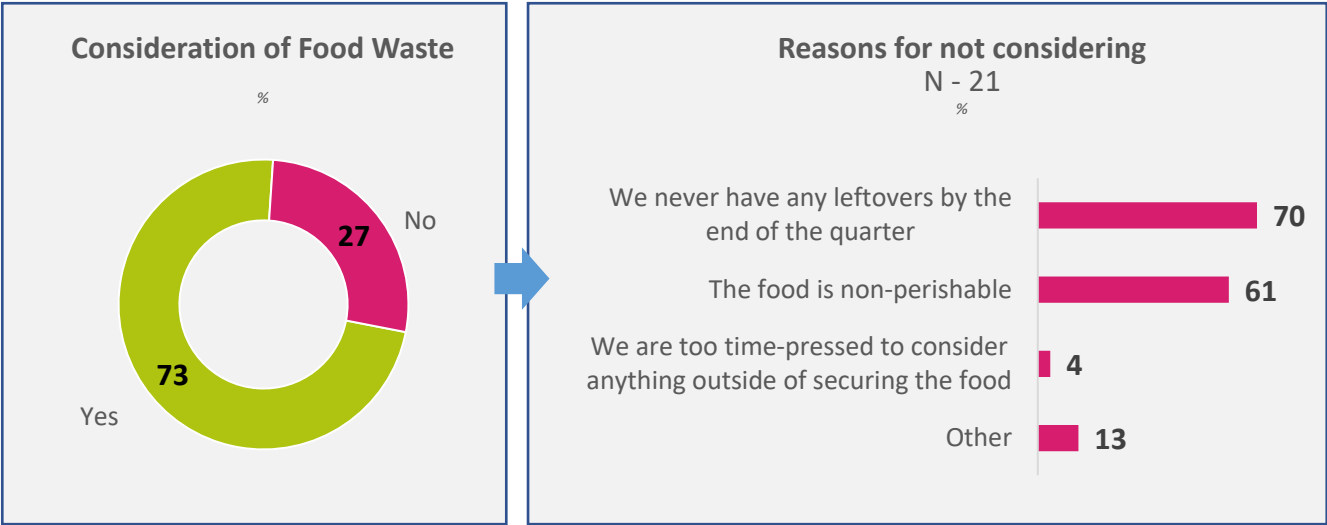 Consideration of Food Waste
%
No
27
73
Yes
Reasons for not considering
N - 21
%
We never have any leftovers by the
end of the quarter
70
The food is non-perishable
61
We are too time-pressed to consider
anything outside of securing the food
4
Other
13